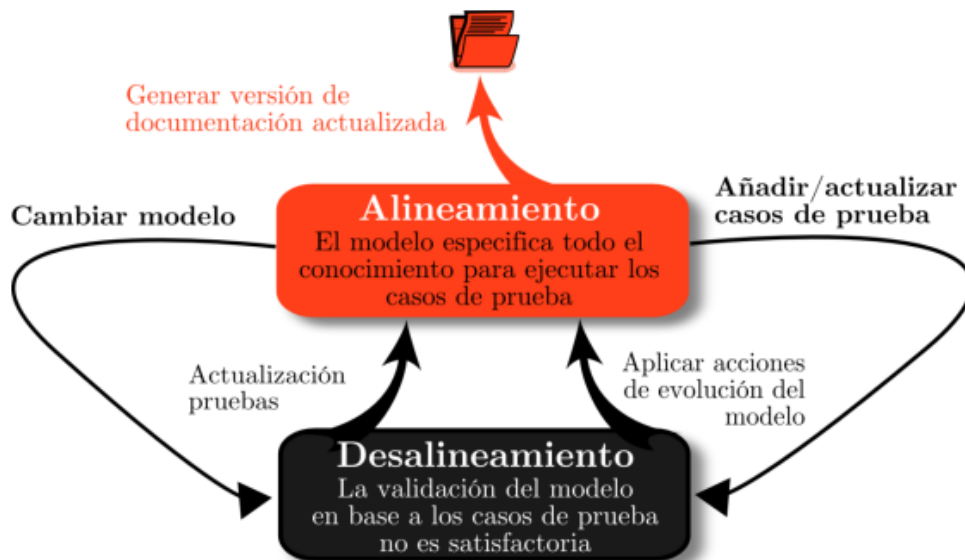 Generar versión de
documentación actualizada
Cambiar modelo
Añadir/actualizar
casos de prueba
Alineamiento
El modelo especifica todo el
conocimiento para ejecutar los
casos de prueba
Actualización
pruebas
Aplicar acciones
de evolución del
modelo
Desalineamiento
La validación del modelo
en base a los casos de prueba
no es satisfactoria